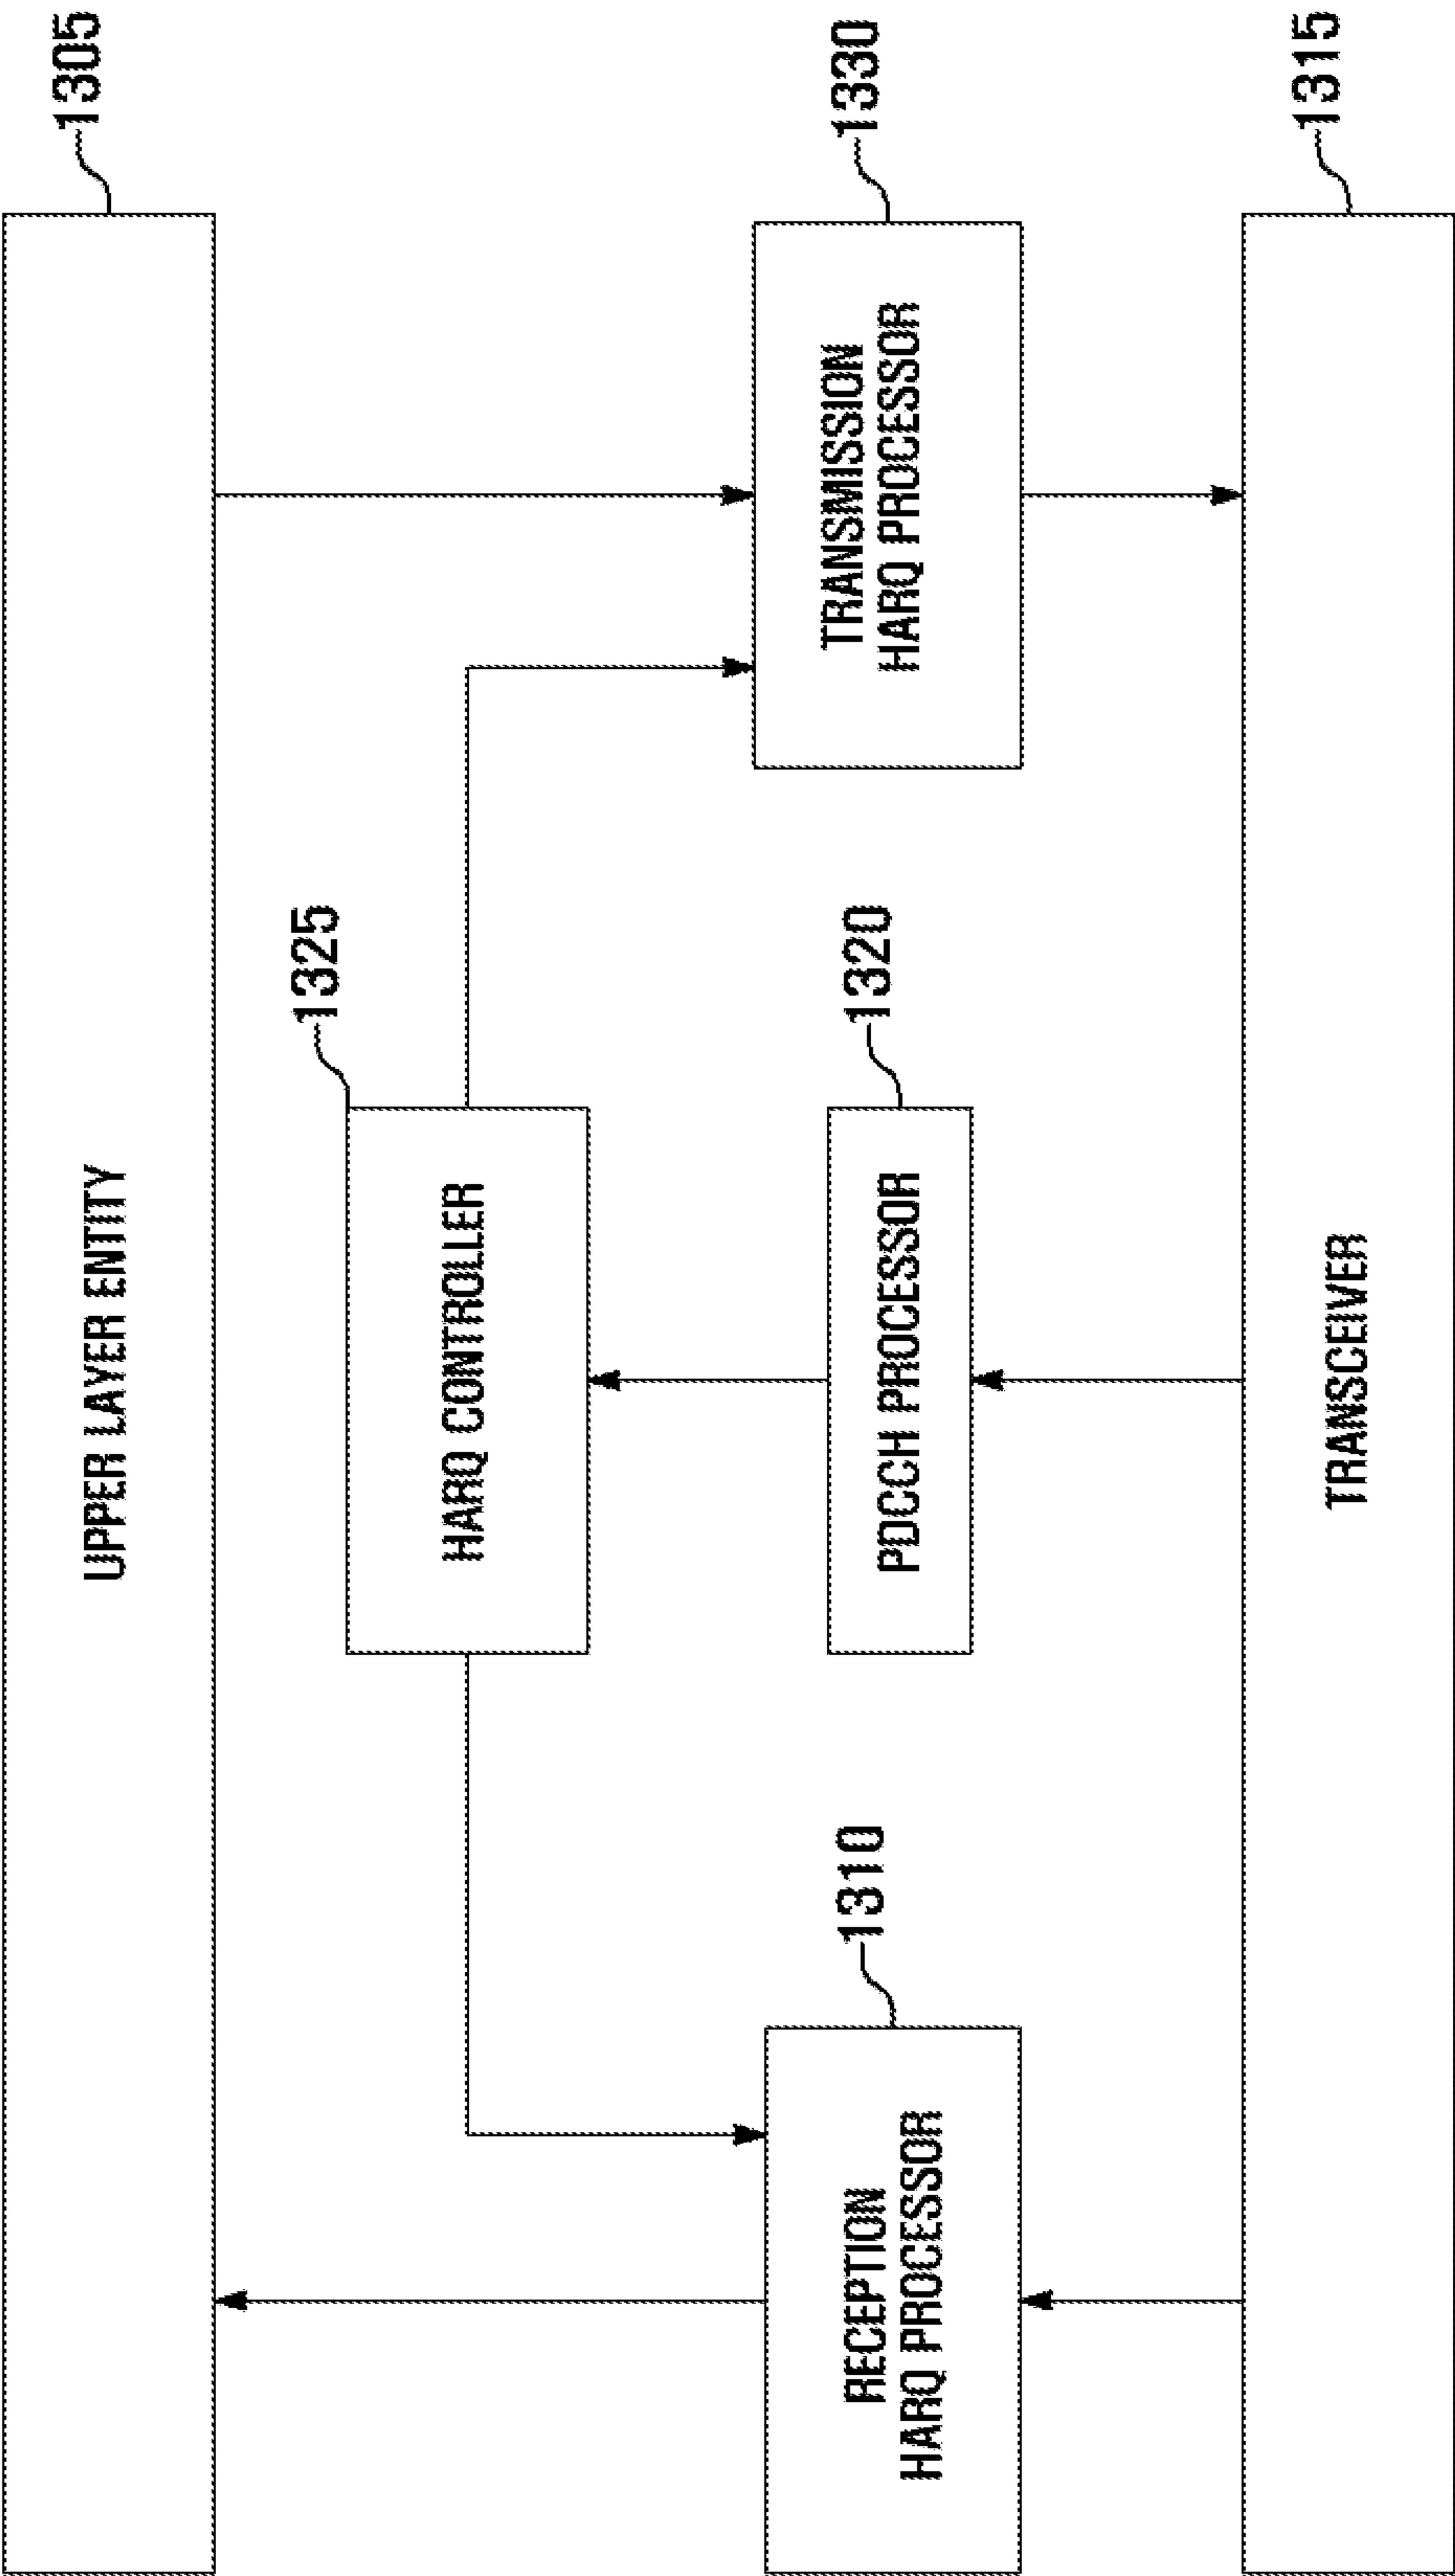 UPPER LAYER ENTITY
1305
HARQ CONTROLLER
1325
RECEPTION
HARQ PROCESSOR
1310
PDCCH PROCESSOR
1320
TRANSMISSION
HARQ PROCESSOR
1330
TRANSCEIVER
1315